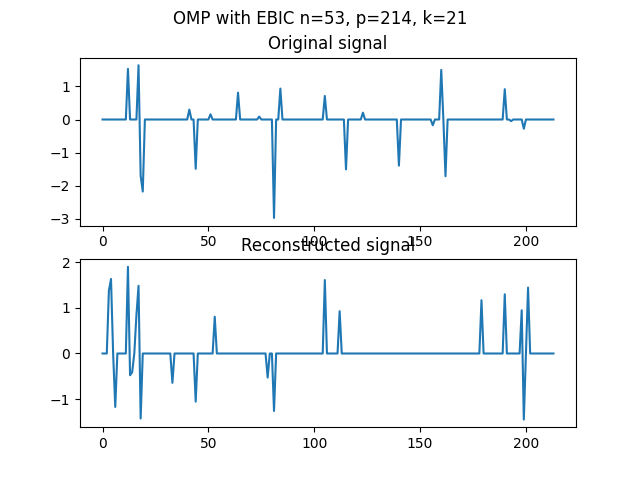 OMP with EBIC n=53, p=214, k=21
Original signal
1
0
−1
−2
−3
0 50 100 150 200
Reconstructed signal
2
1
0
−1
0 50 100 150 200